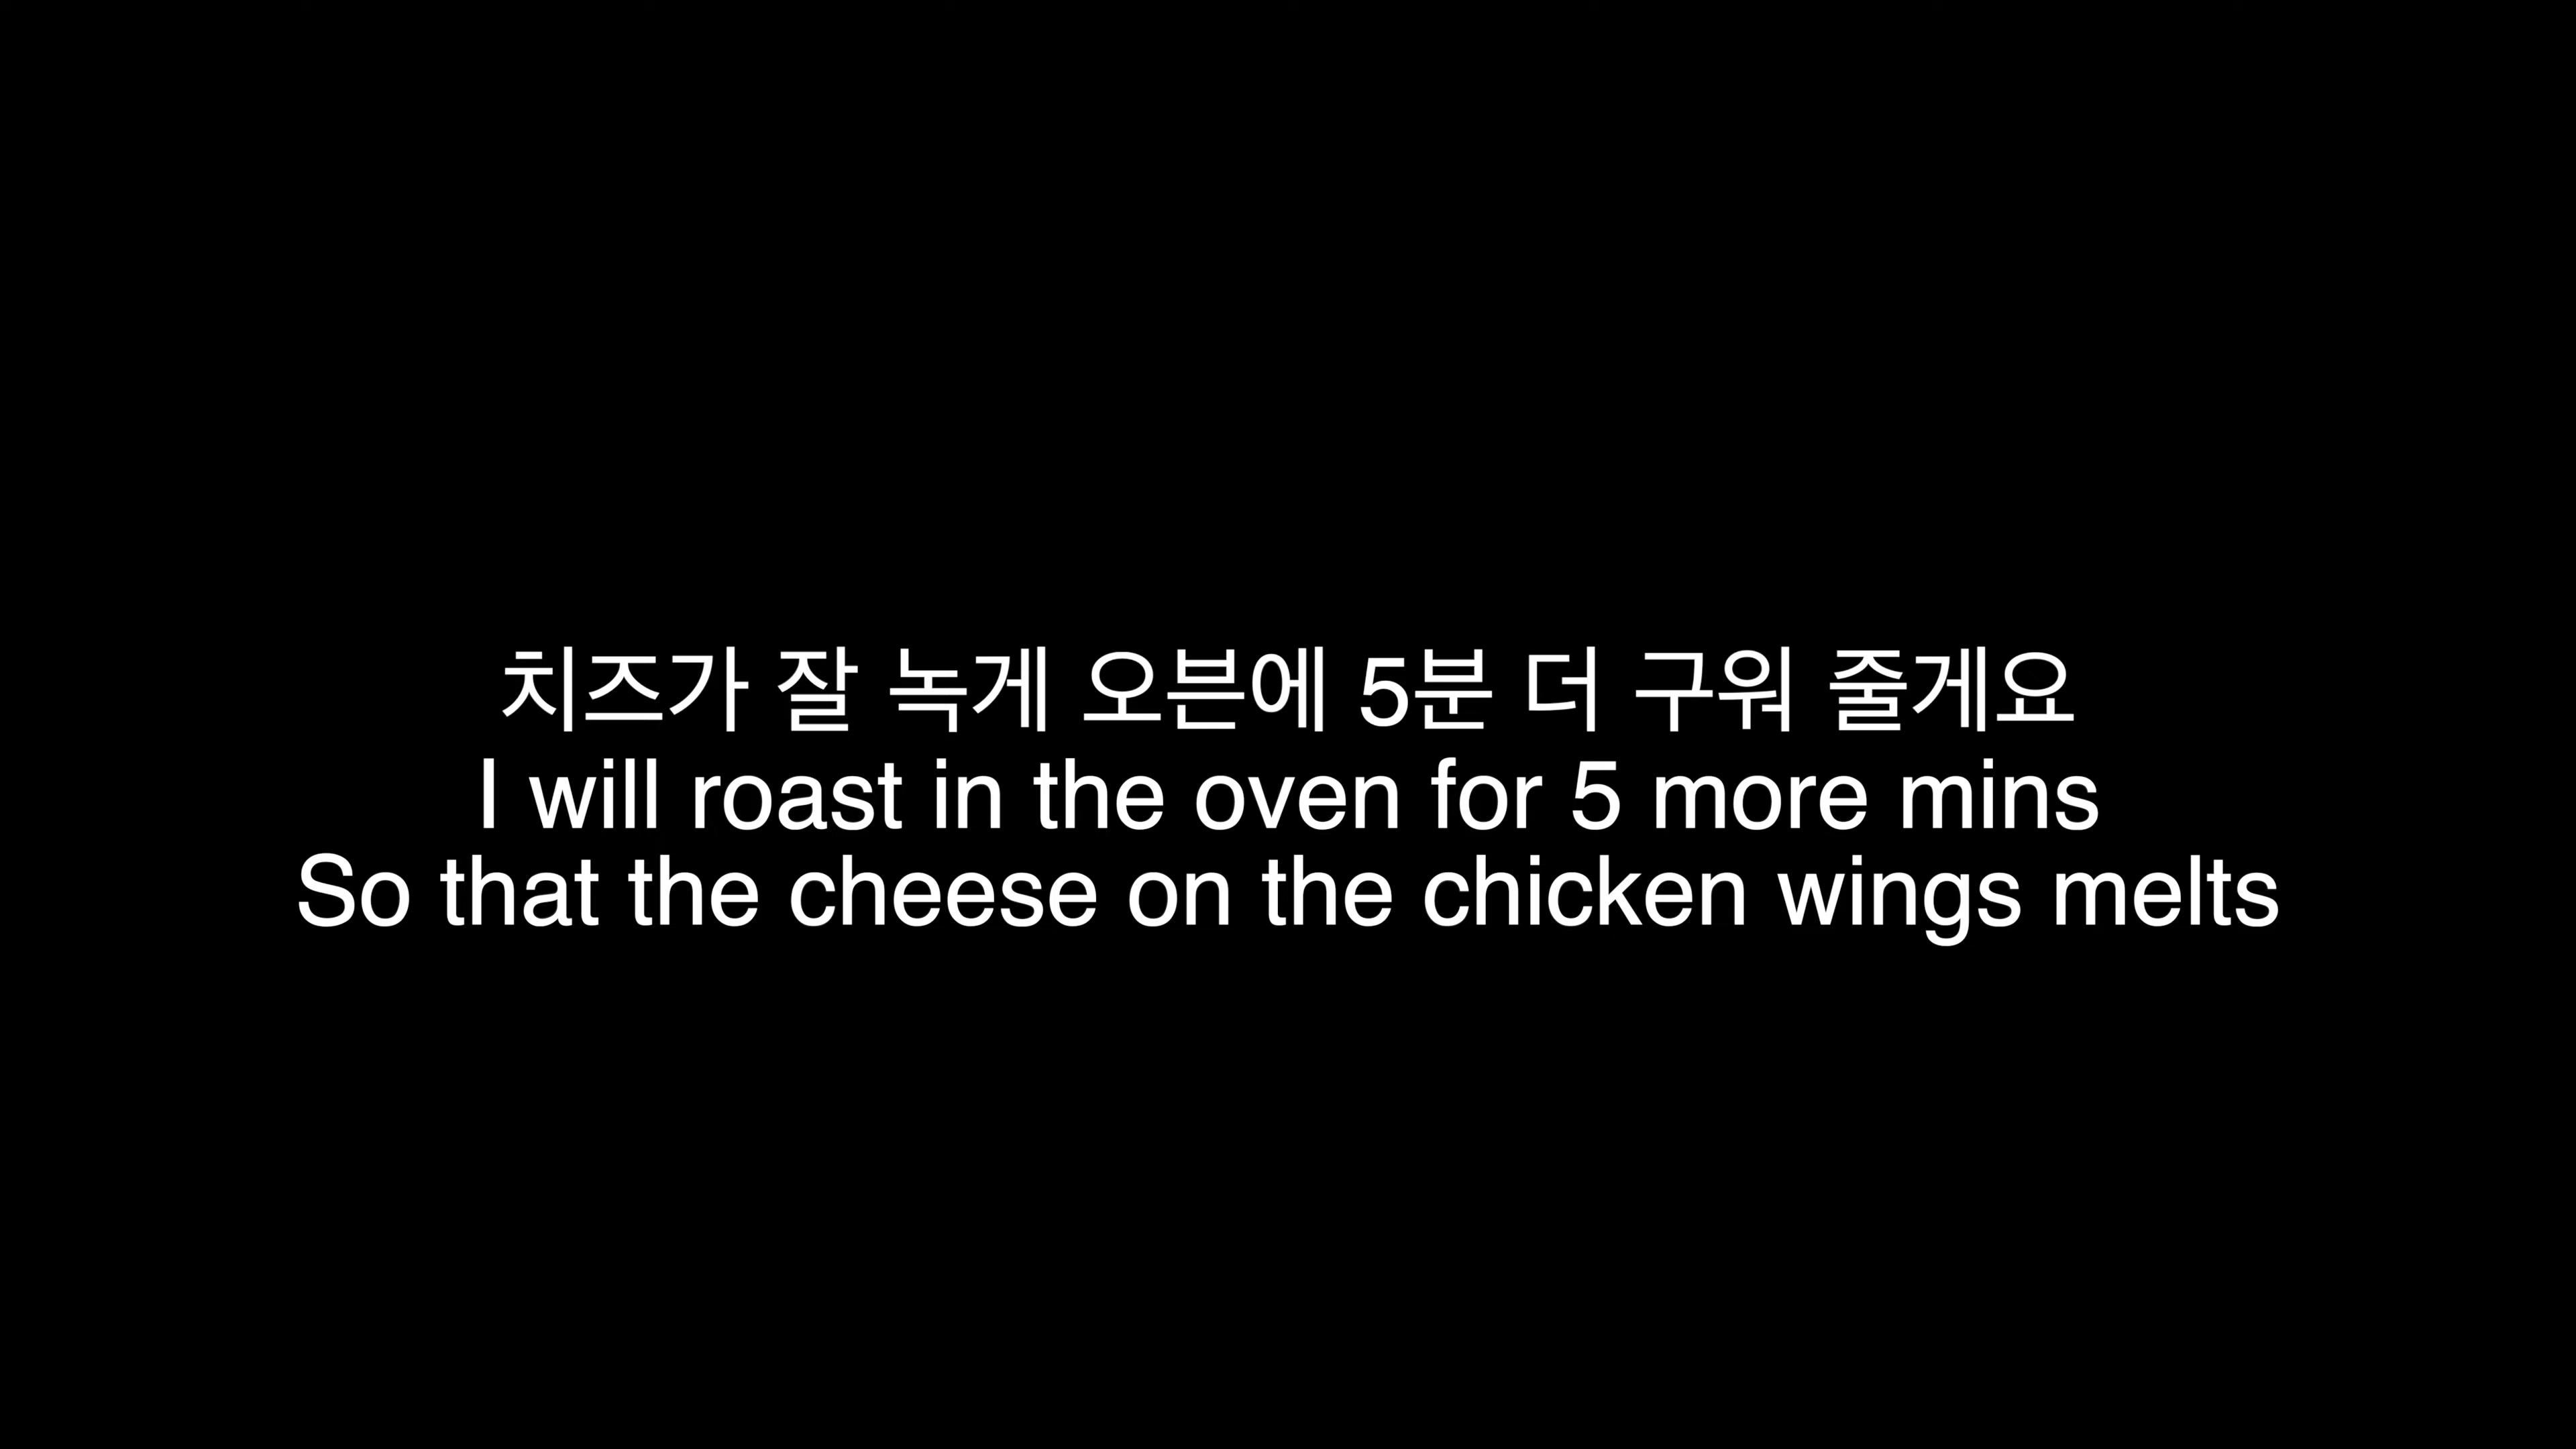 치즈가 잘 녹게 오븐에 5분 더 구워 줄게요
I will roast in the oven for 5 more mins
So that the cheese on the chicken wings melts